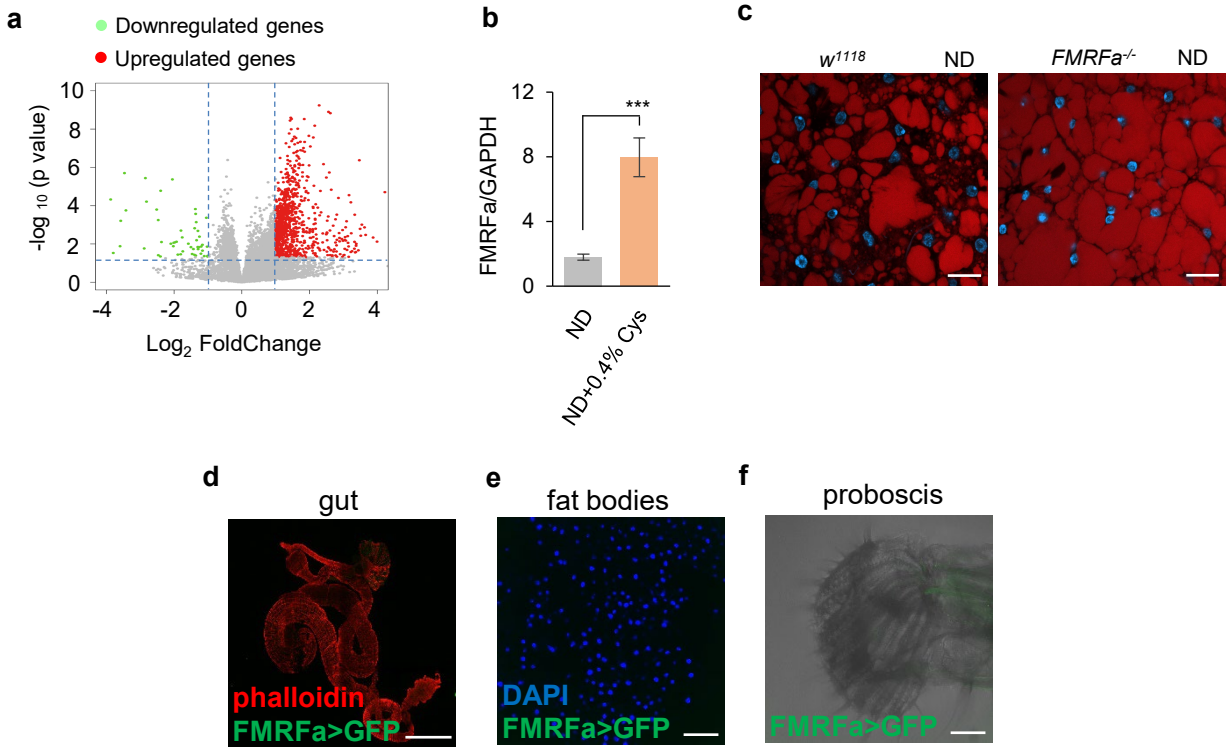 a
Downregulated genes
Upregulated genes
10
8
6
4
2
0
-log 10 (p value)
-4 -2 0 2 4
Log2 FoldChange
b
12
8
4
0
FMRFa/GAPDH
***
ND
ND+0.4% Cys
c
w1118 ND
FMRFa-/- ND
d
gut
phalloidin
FMRFa>GFP
e
fat bodies
DAPI
FMRFa>GFP
f
proboscis
FMRFa>GFP